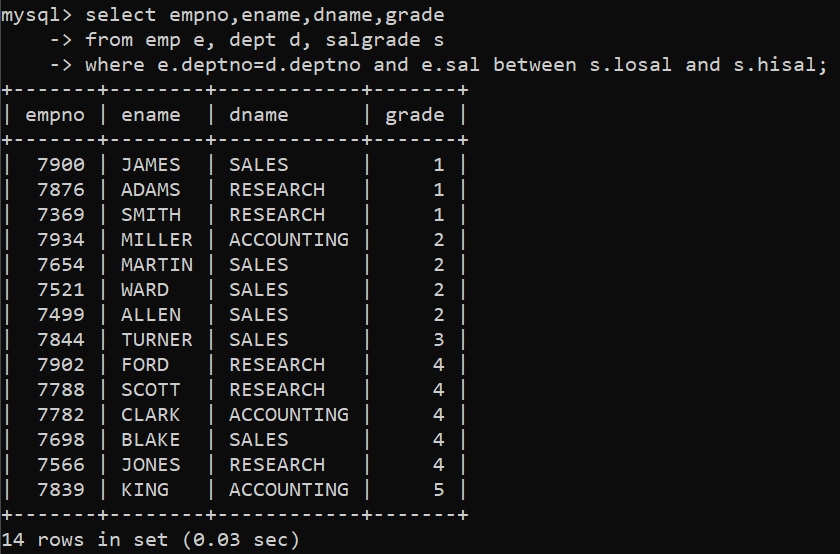 mysql> select empno,ename,dname,grade
    -> from emp e, dept d, salgrade s
    -> where e.deptno=d.deptno and e.sal between s.losal and s.hisal;
+-------+--------+------------+-------+
| empno | ename  | dname      | grade |
+-------+--------+------------+-------+
|  7900 | JAMES  | SALES      |     1 |
|  7876 | ADAMS  | RESEARCH   |     1 |
|  7369 | SMITH  | RESEARCH   |     1 |
|  7934 | MILLER | ACCOUNTING |     2 |
|  7654 | MARTIN | SALES      |     2 |
|  7521 | WARD   | SALES      |     2 |
|  7499 | ALLEN  | SALES      |     2 |
|  7844 | TURNER | SALES      |     3 |
|  7902 | FORD   | RESEARCH   |     4 |
|  7788 | SCOTT  | RESEARCH   |     4 |
|  7782 | CLARK  | ACCOUNTING |     4 |
|  7698 | BLAKE  | SALES      |     4 |
|  7566 | JONES  | RESEARCH   |     4 |
|  7839 | KING   | ACCOUNTING |     5 |
+-------+--------+------------+-------+
14 rows in set (0.03 sec)